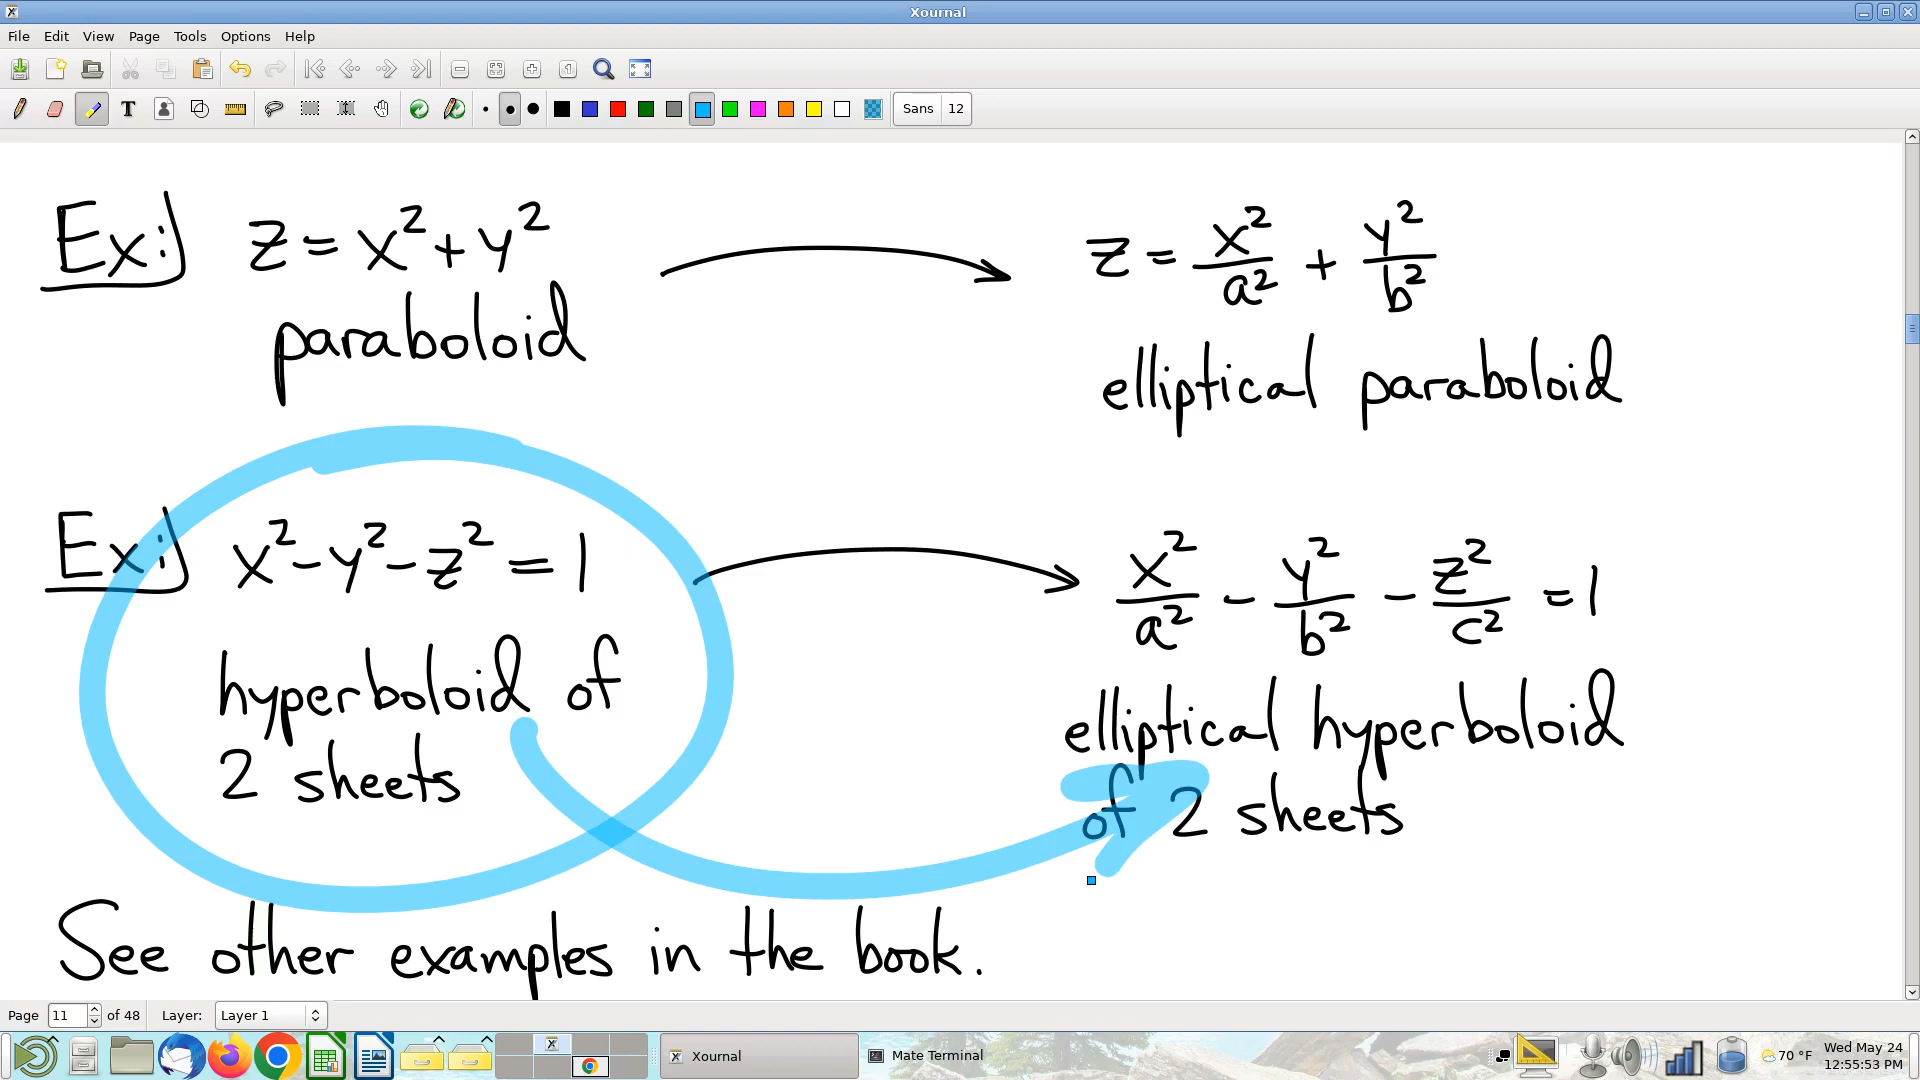 Xournal
File Edit View Page Tools Options Help
Sans 12
Ex: z = x² + y²
paraboloid
z = x²/a² + y²/b²
elliptical paraboloid
Ex: x² - y² - z² = 1
hyperboloid of
2 sheets
x²/a² - y²/b² - z²/c² = 1
elliptical hyperboloid
of 2 sheets
See other examples in the book.
Page 11 of 48 Layer: Layer 1
Xournal
Mate Terminal
70 °F
Wed May 24
12:55:53 PM